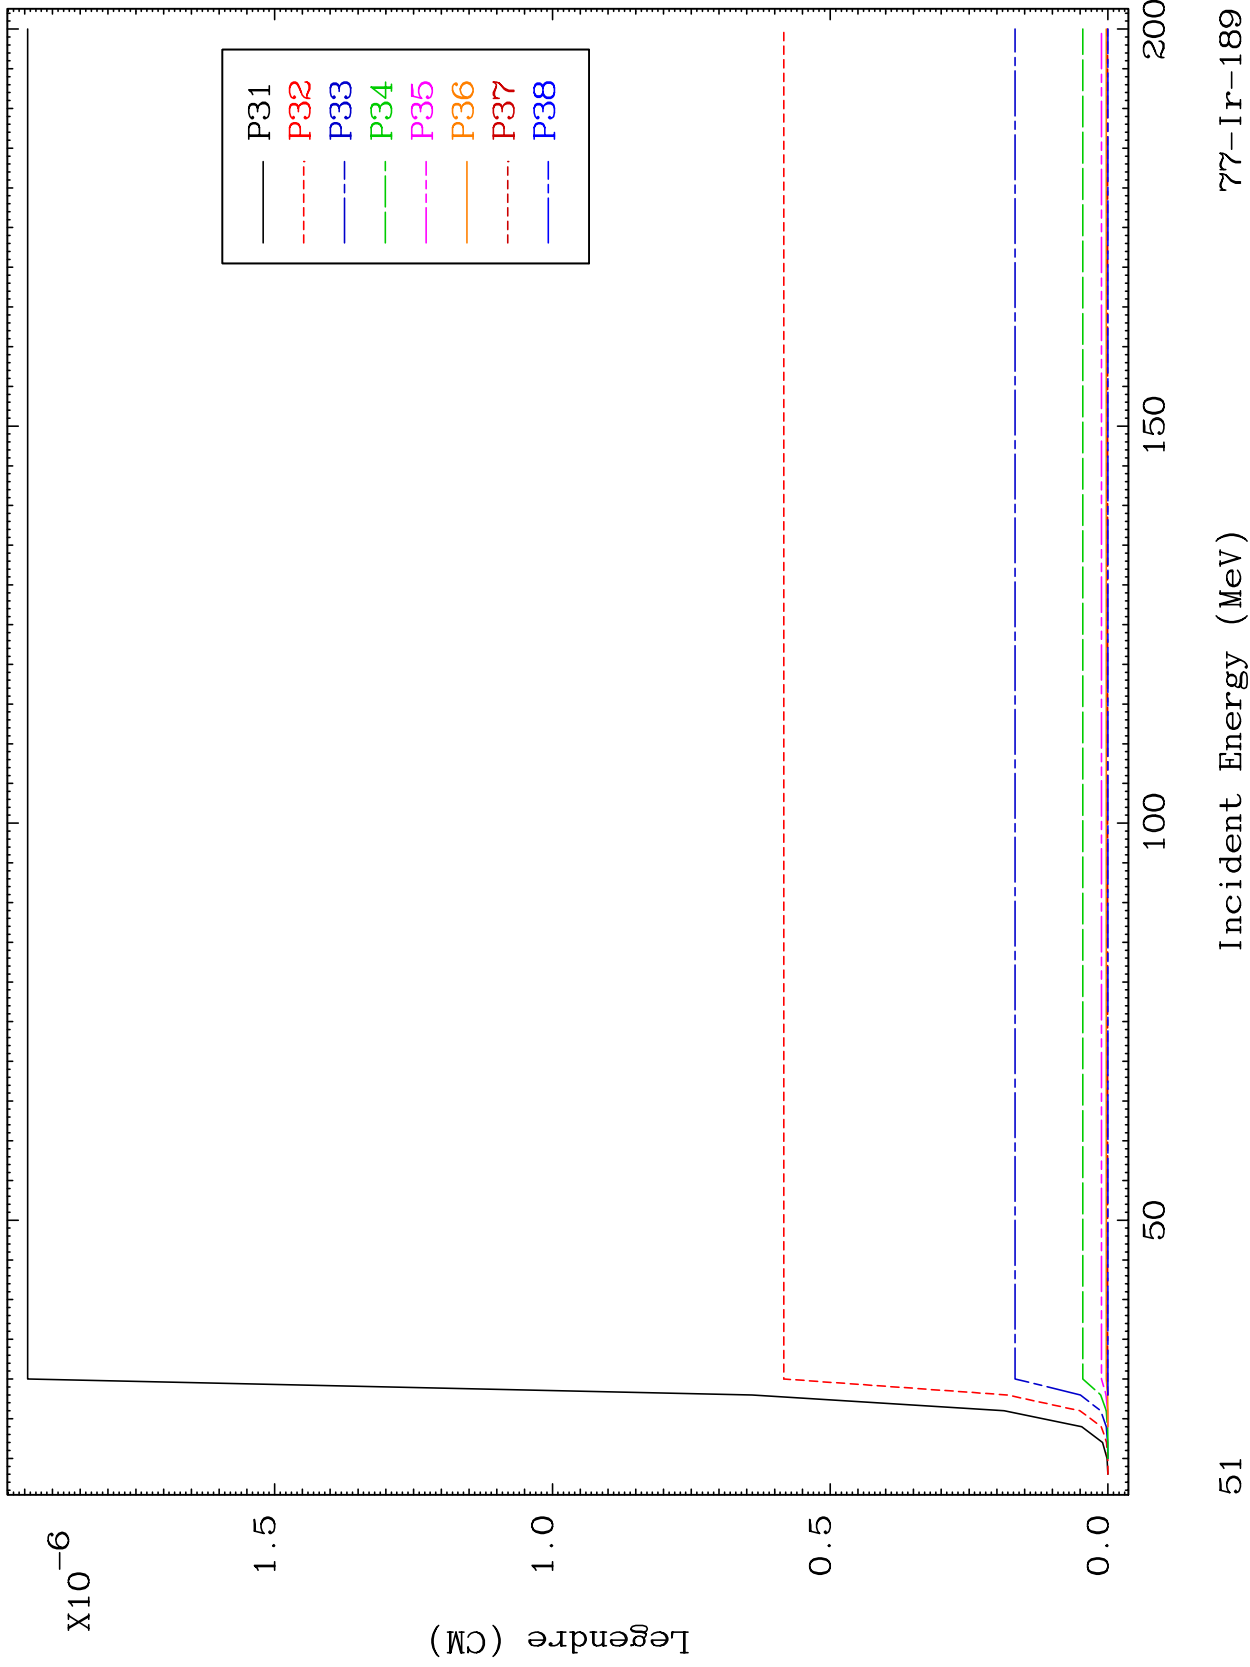 X10-6
1.5
1.0
0.5
0.0
Legendre (CM)
P31
P32
P33
P34
P35
P36
P37
P38
50
100
150
200
Incident Energy (MeV)
51
77-Ir-189